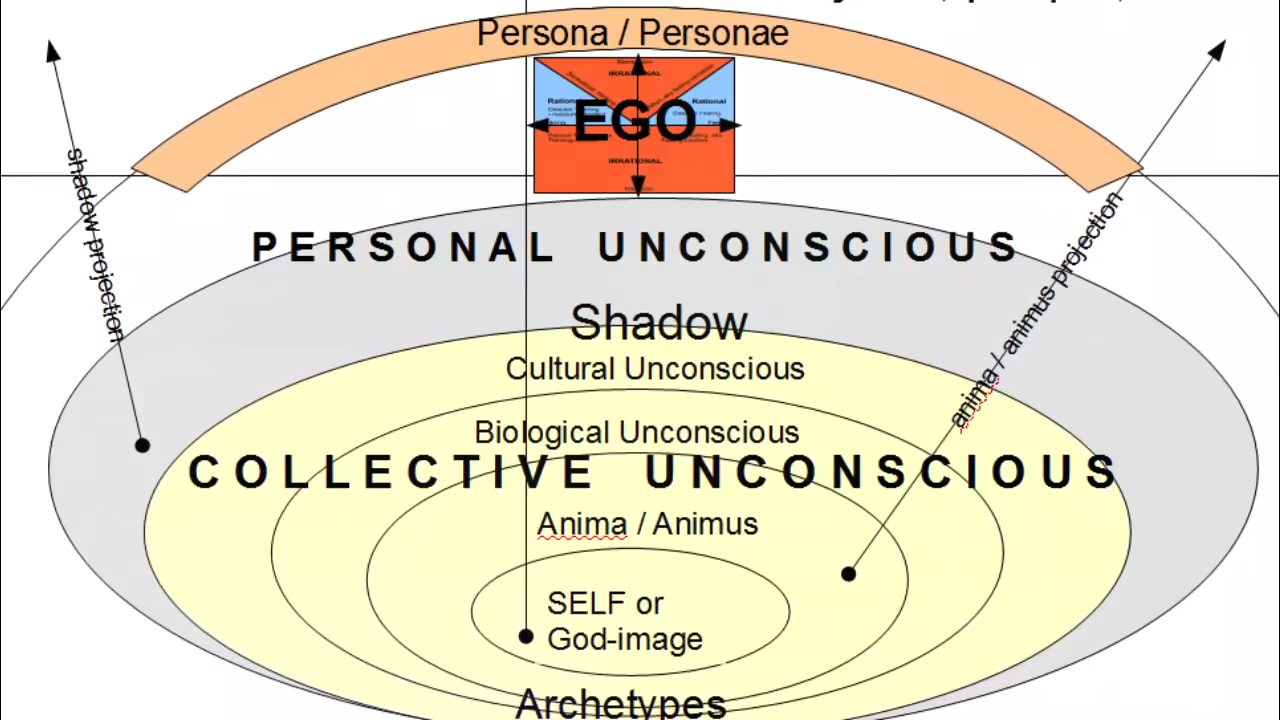 Persona / Personae
IRRATIONAL
Rational
Rational
EGO
IRRATIONAL
shadow projection
anima / animus projection
PERSONAL UNCONSCIOUS
Shadow
Cultural Unconscious
Biological Unconscious
COLLECTIVE UNCONSCIOUS
Anima / Animus
SELF or
God-image
Archetypes